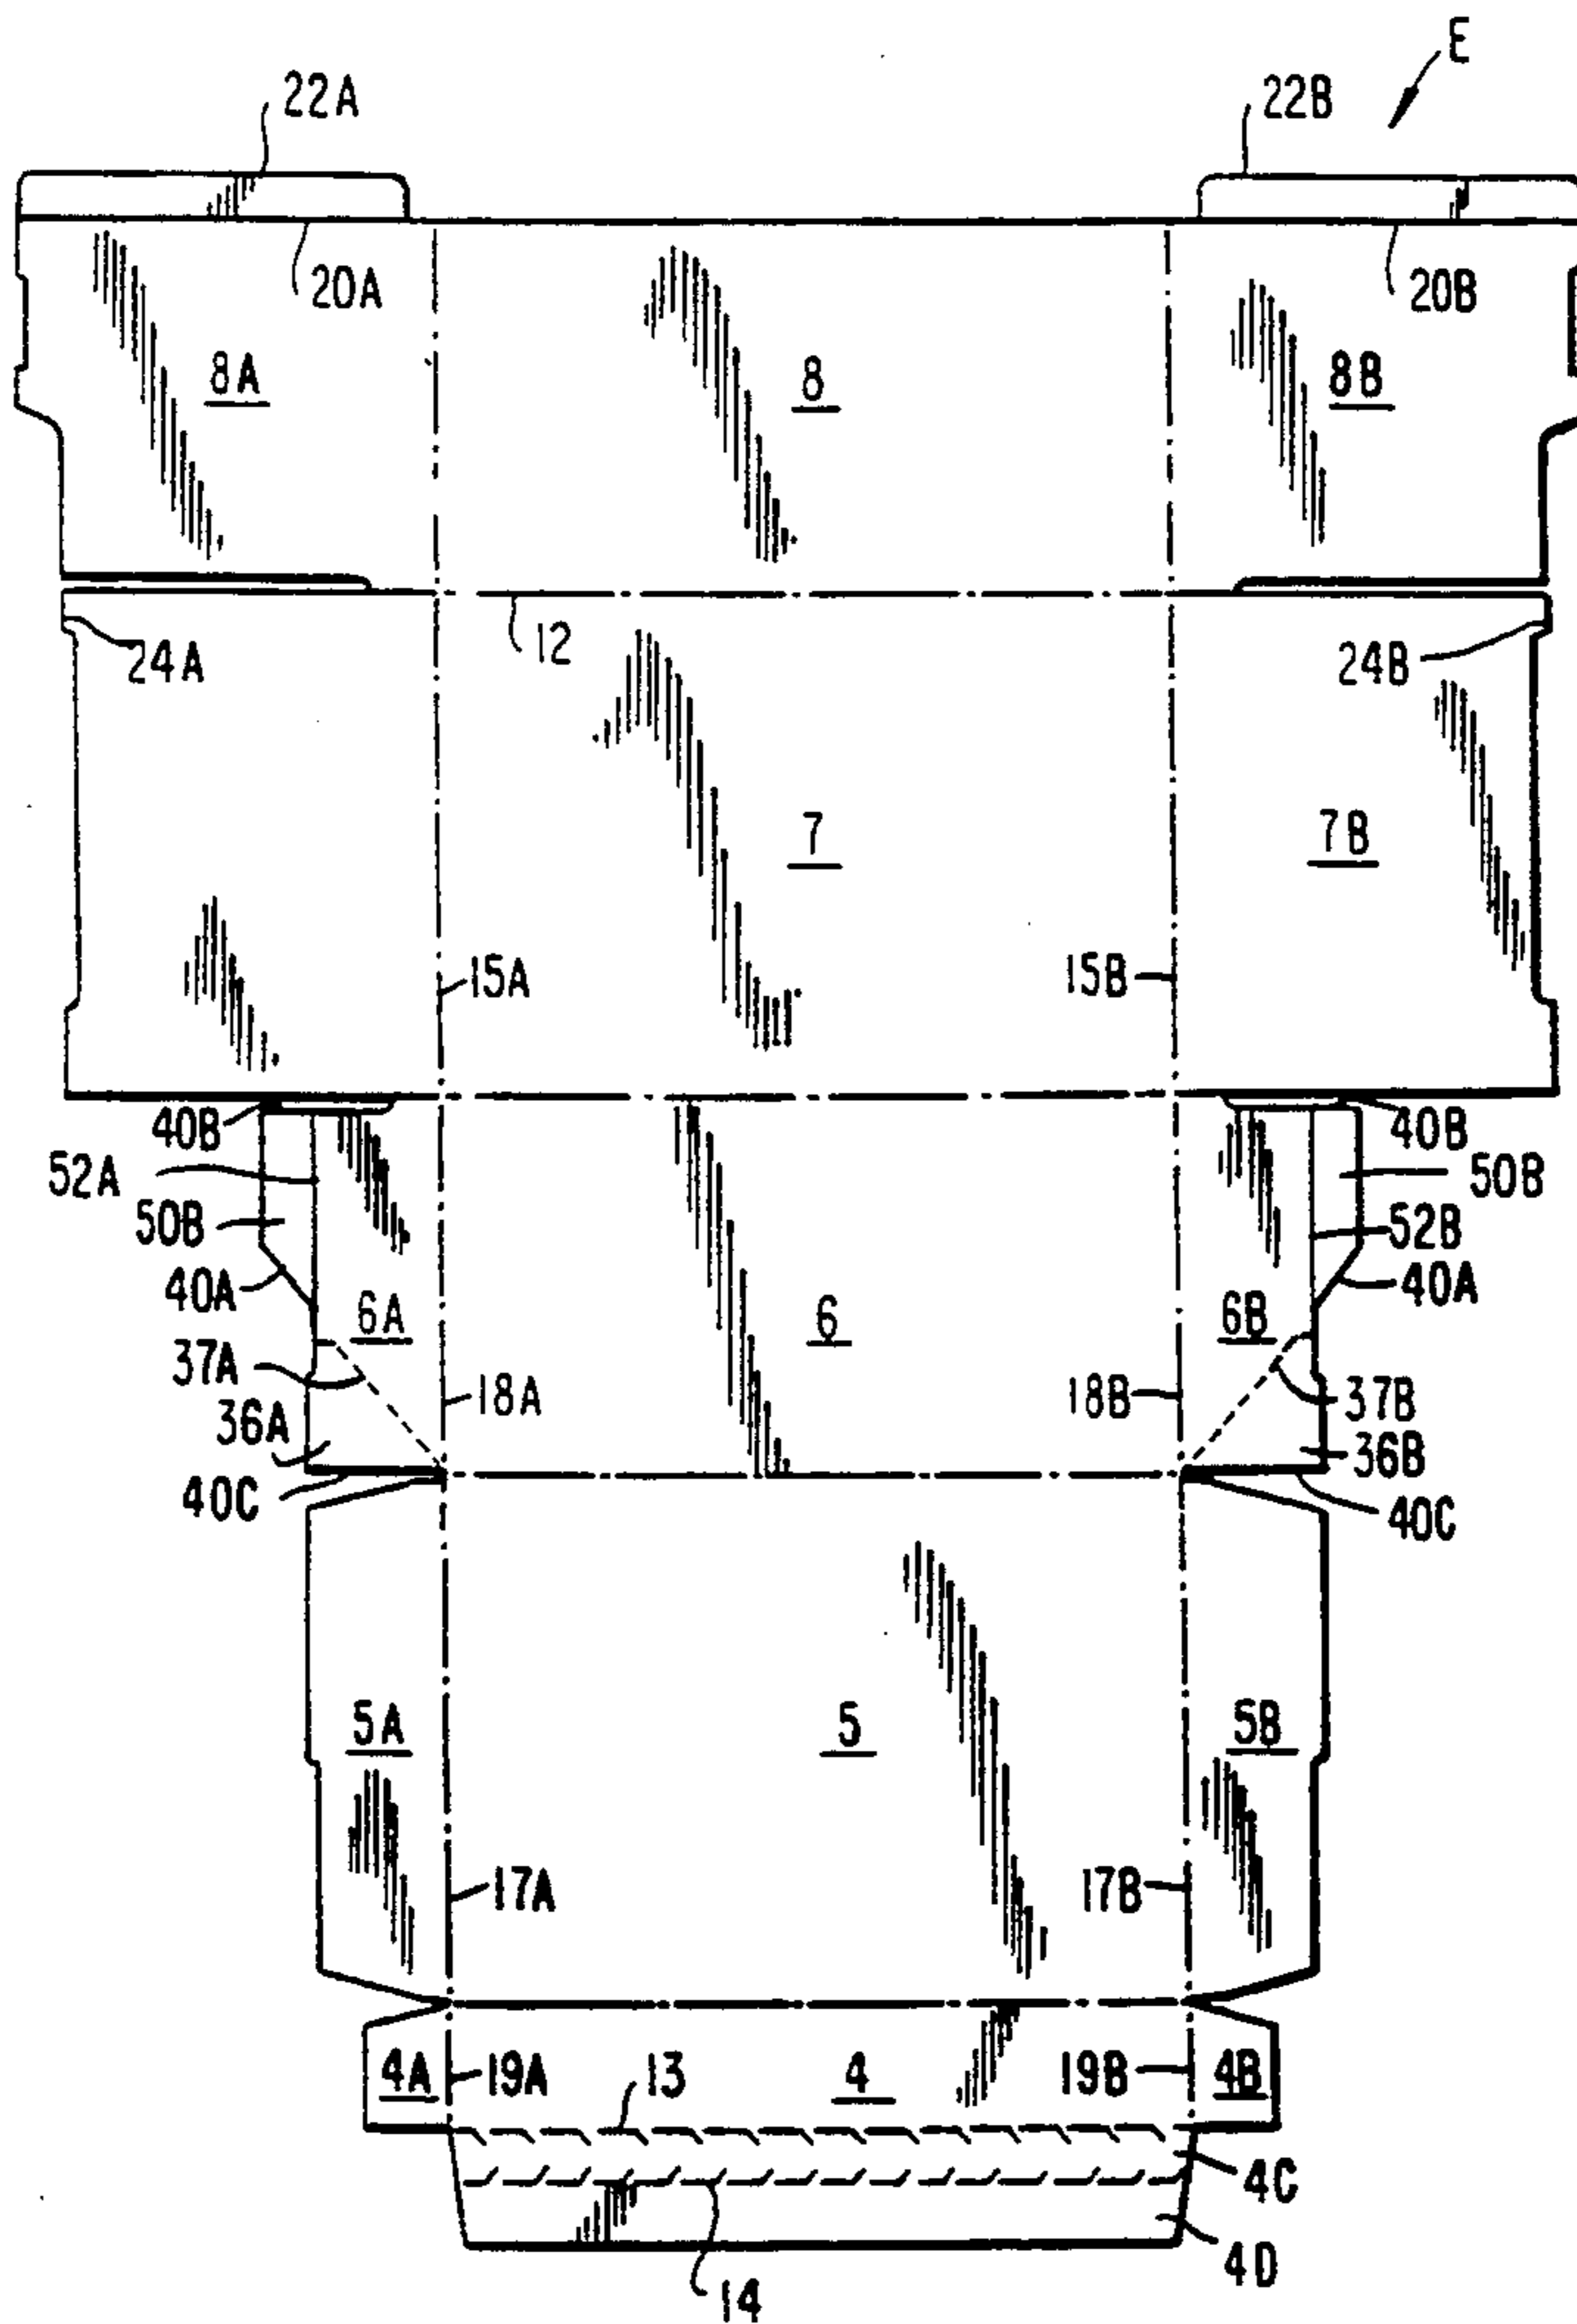 E
22A 22B
20A 20B
8A 8 8B
12
24A 24B
7 7B
15A 15B
40B 40B
52A 50B
50B 52B
40A 40A
6A 6 6B
37A 37B
18A 18B
36A 36B
40C 40C
5A 5 5B
17A 17B
4A 19A 13 4 19B 4B
4C
4D
14